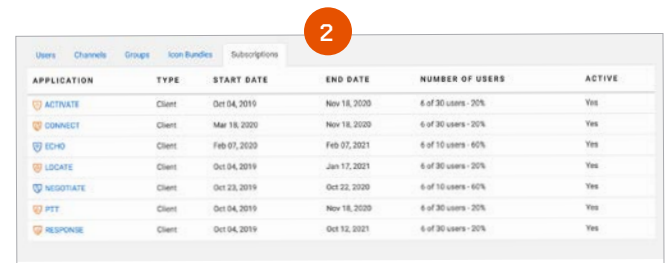 2
Users Channels Groups Icon Bundles Subscriptions
APPLICATION TYPE START DATE END DATE NUMBER OF USERS ACTIVE
ACTIVATE Client Oct 04, 2019 Nov 18, 2020 6 of 30 users - 20% Yes
CONNECT Client Mar 18, 2020 Nov 18, 2020 6 of 30 users - 20% Yes
ECHO Client Feb 07, 2020 Feb 07, 2021 6 of 10 users - 60% Yes
LOCATE Client Oct 04, 2019 Jan 17, 2021 6 of 30 users - 20% Yes
NEGOTIATE Client Oct 23, 2019 Oct 22, 2020 6 of 10 users - 60% Yes
PTT Client Oct 04, 2019 Nov 18, 2020 6 of 30 users - 20% Yes
RESPONSE Client Oct 04, 2019 Oct 12, 2021 6 of 30 users - 20% Yes